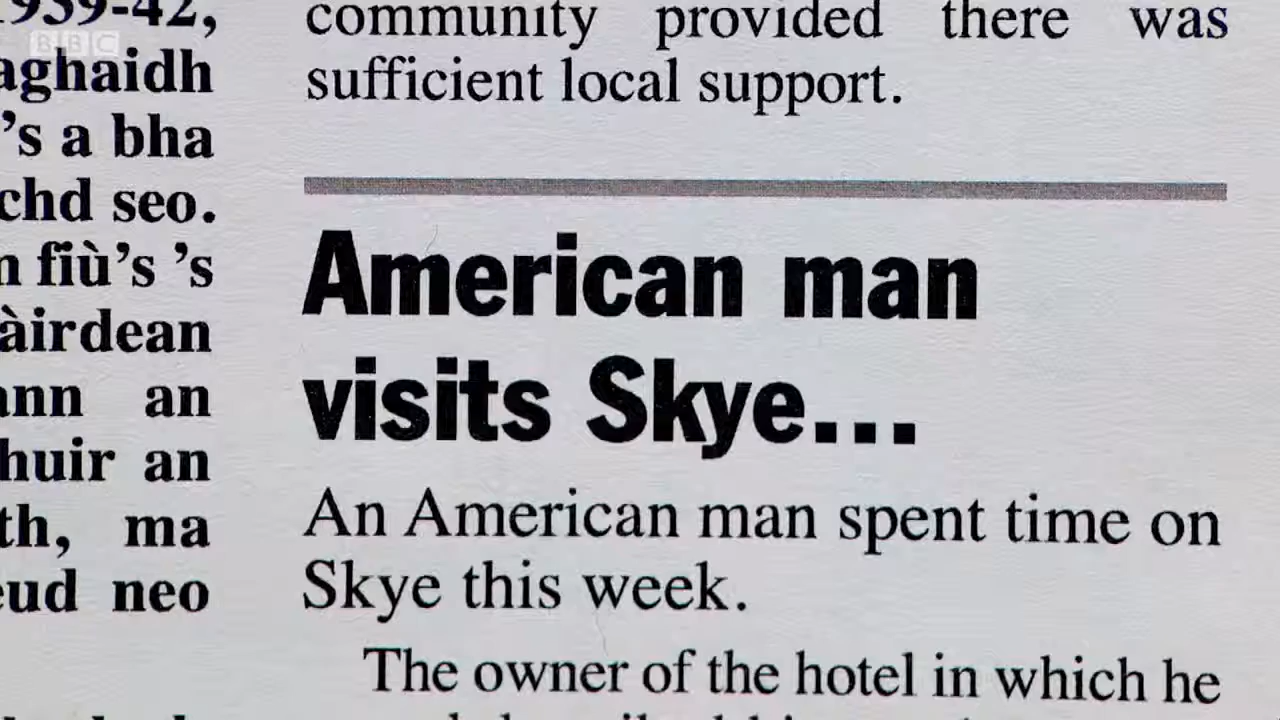 BBC
1939-42,
aghaidh
's a bha
chd seo.
n fiù's 's
àirdean
ann an
huir an
th, ma
eud neo
community provided there was
sufficient local support.
American man
visits Skye...
An American man spent time on
Skye this week.
The owner of the hotel in which he